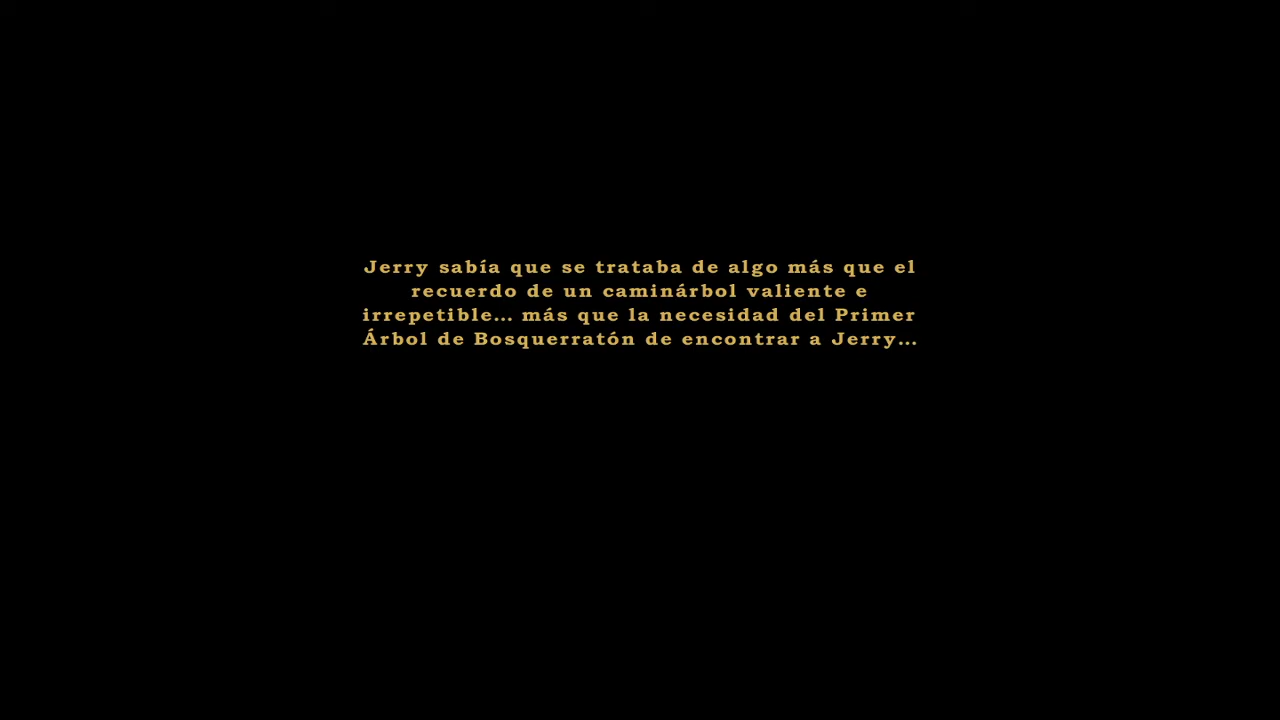 Jerry sabía que se trataba de algo más que el
recuerdo de un caminárbol valiente e
irrepetible... más que la necesidad del Primer
Árbol de Bosquerratón de encontrar a Jerry...